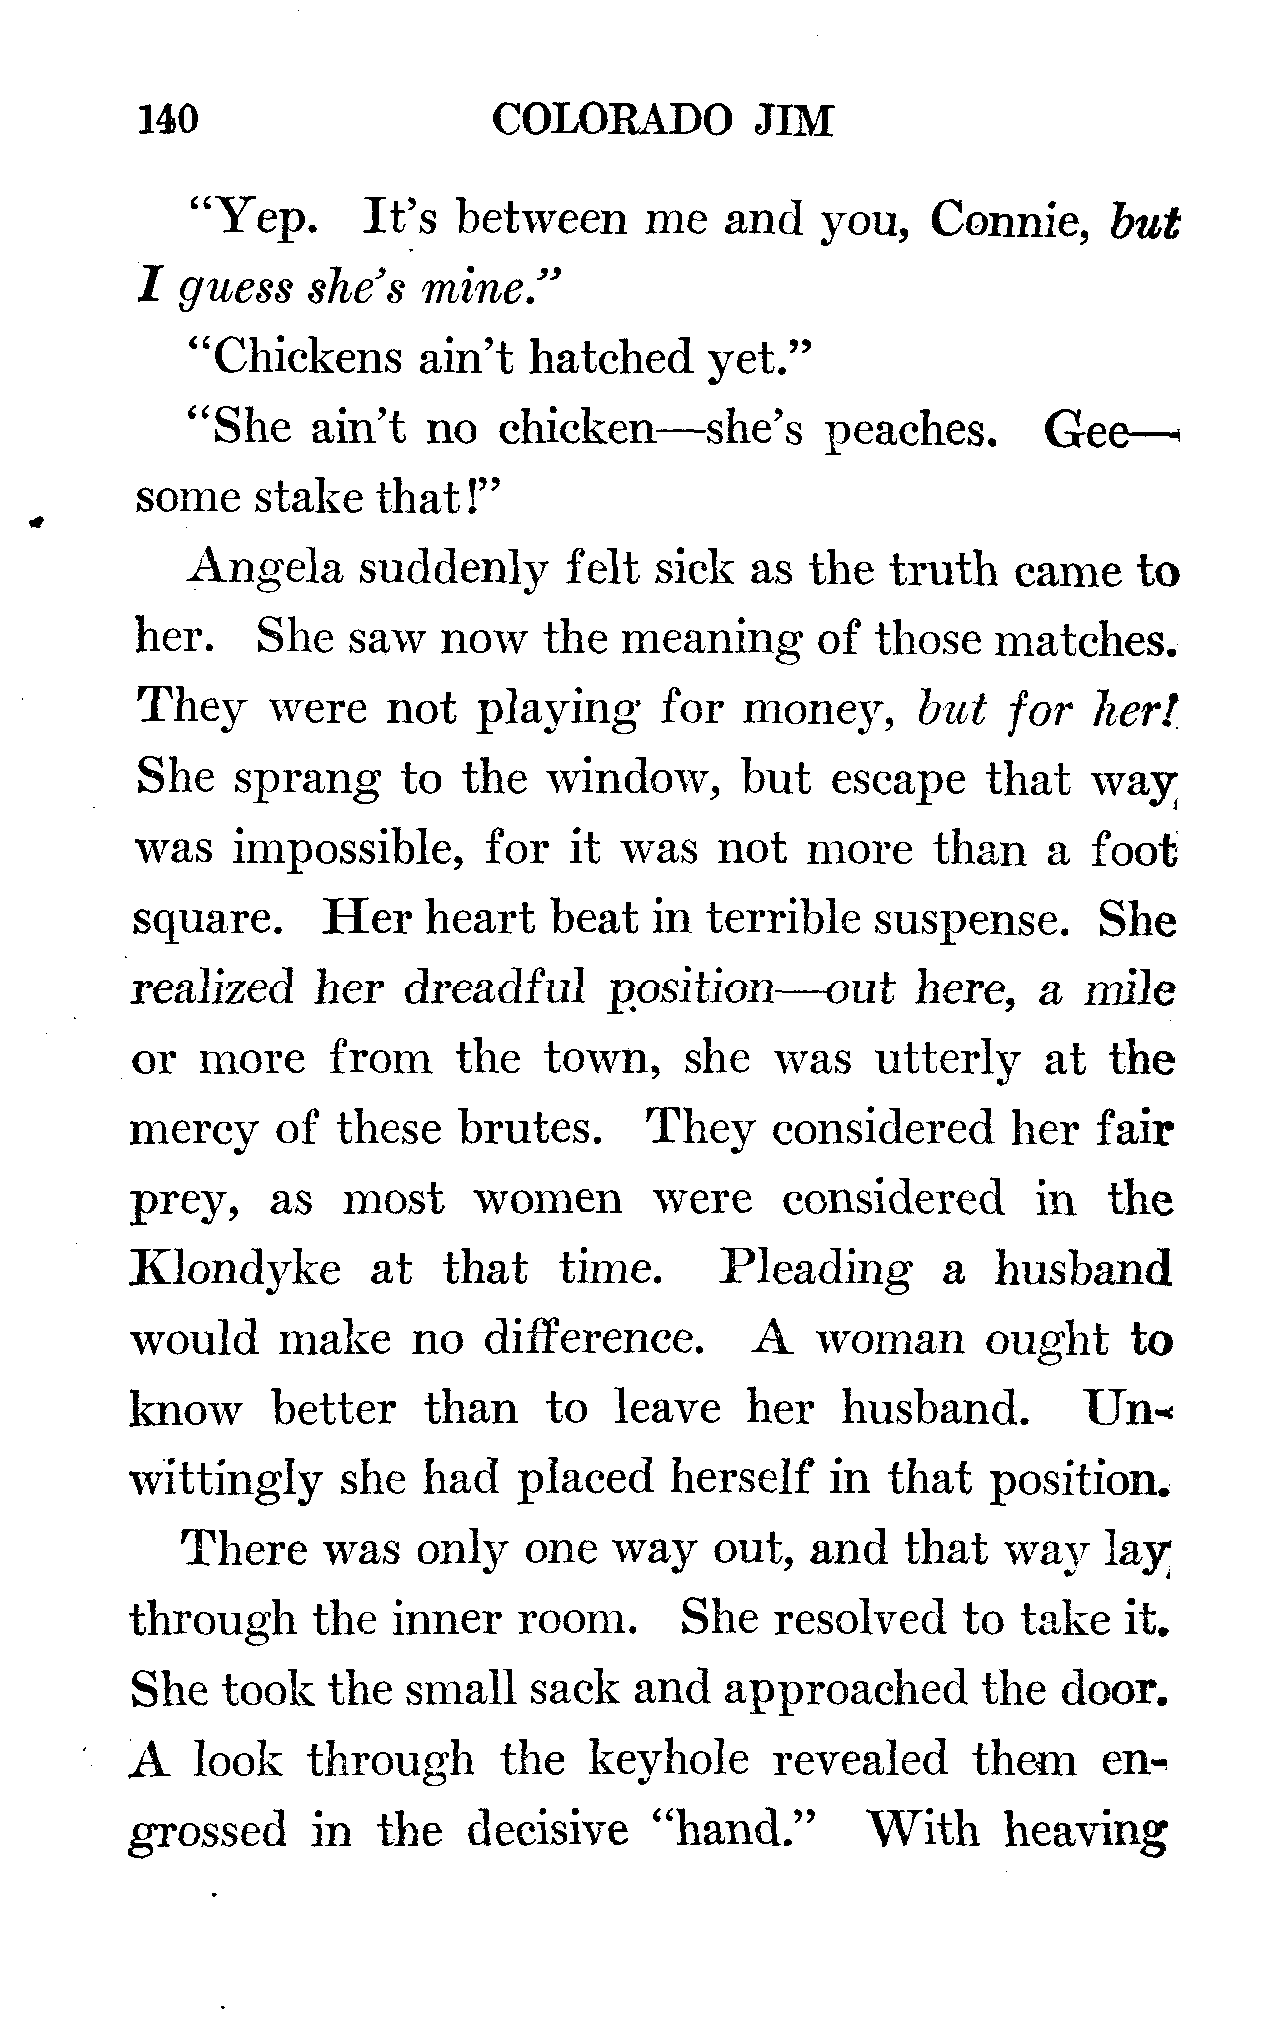 140 COLORADO JIM
“Yep. It’s between me and you, Connie, but
I guess she’s mine.”
“Chickens ain’t hatched yet.”
“She ain’t no chicken—she’s peaches. Gee—
some stake that!”
Angela suddenly felt sick as the truth came to
her. She saw now the meaning of those matches.
They were not playing for money, but for her!
She sprang to the window, but escape that way
was impossible, for it was not more than a foot
square. Her heart beat in terrible suspense. She
realized her dreadful position—out here, a mile
or more from the town, she was utterly at the
mercy of these brutes. They considered her fair
prey, as most women were considered in the
Klondyke at that time. Pleading a husband
would make no difference. A woman ought to
know better than to leave her husband. Un-
wittingly she had placed herself in that position.
There was only one way out, and that way lay
through the inner room. She resolved to take it.
She took the small sack and approached the door.
A look through the keyhole revealed them en-
grossed in the decisive “hand.” With heaving